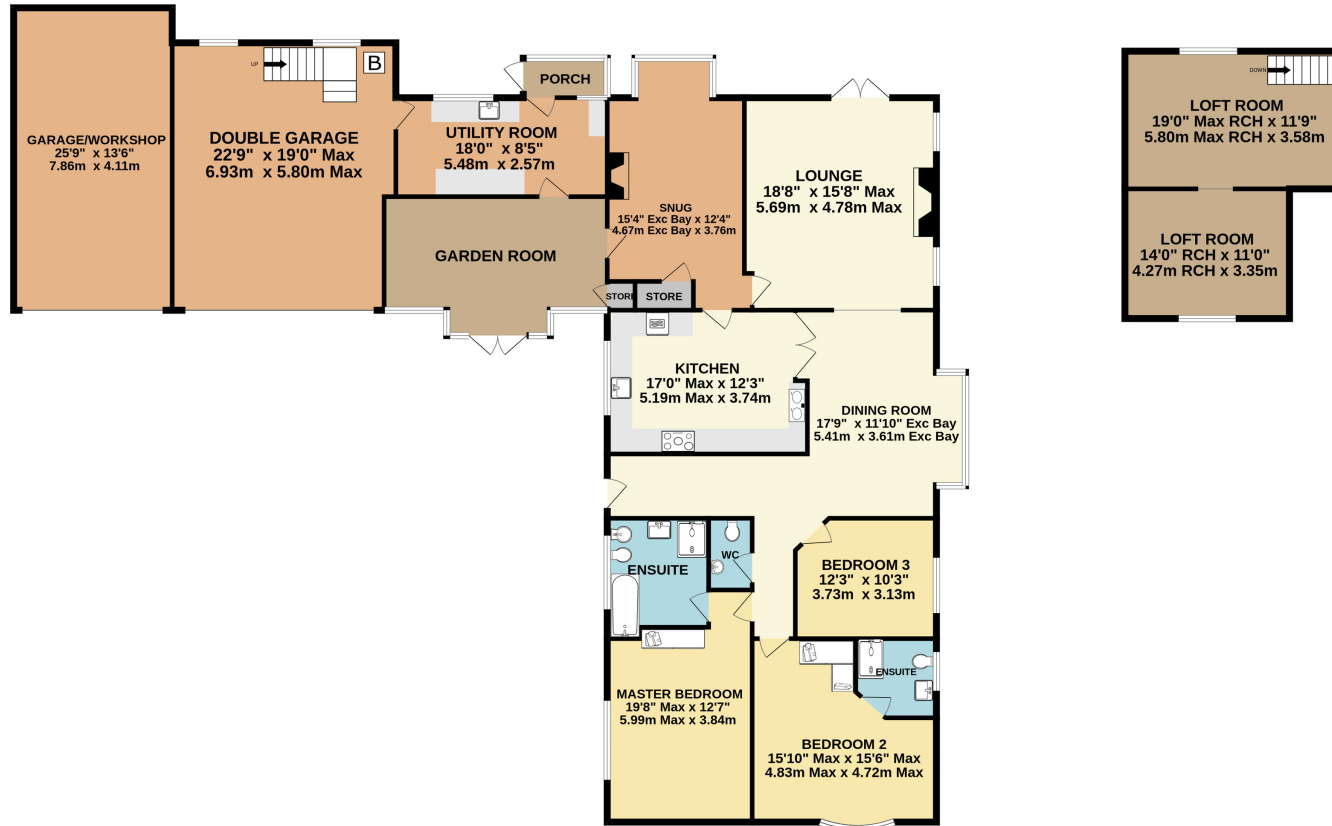 GARAGE/WORKSHOP
25'9" x 13'6"
7.86m x 4.11m
UP
B
DOUBLE GARAGE
22'9" x 19'0" Max
6.93m x 5.80m Max
PORCH
UTILITY ROOM
18'0" x 8'5"
5.48m x 2.57m
GARDEN ROOM
SNUG
15'4" Exc Bay x 12'4"
4.67m Exc Bay x 3.76m
STORE
STORE
LOUNGE
18'8" x 15'8" Max
5.69m x 4.78m Max
KITCHEN
17'0" Max x 12'3"
5.19m Max x 3.74m
DINING ROOM
17'9" x 11'10" Exc Bay
5.41m x 3.61m Exc Bay
ENSUITE
WC
BEDROOM 3
12'3" x 10'3"
3.73m x 3.13m
MASTER BEDROOM
19'8" Max x 12'7"
5.99m Max x 3.84m
ENSUITE
BEDROOM 2
15'10" Max x 15'6" Max
4.83m Max x 4.72m Max
DOWN
LOFT ROOM
19'0" Max RCH x 11'9"
5.80m Max RCH x 3.58m
LOFT ROOM
14'0" RCH x 11'0"
4.27m RCH x 3.35m